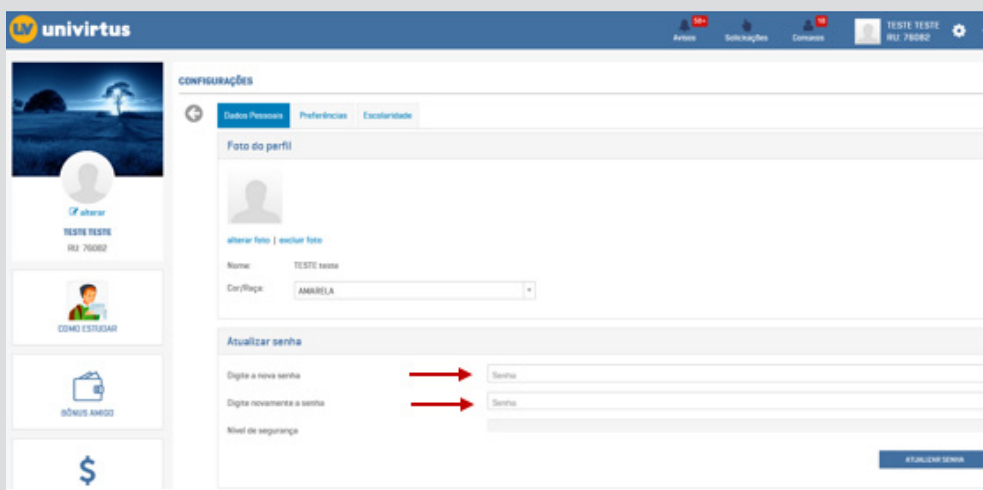 UV univirtus
50+
Avisos
Solicitações
10
Contatos
TESTE TESTE
RU: 76082
CONFIGURAÇÕES
Dados Pessoais Preferências Escolaridade
Foto do perfil
alterar foto | excluir foto
Nome: TESTE teste
Cor/Raça: AMARELA
Atualizar senha
Digite a nova senha Senha
Digite novamente a senha Senha
Nível de segurança
ATUALIZAR SENHA
alterar
TESTE TESTE
RU: 76082
COMO ESTUDAR
BÔNUS AMIGO
$